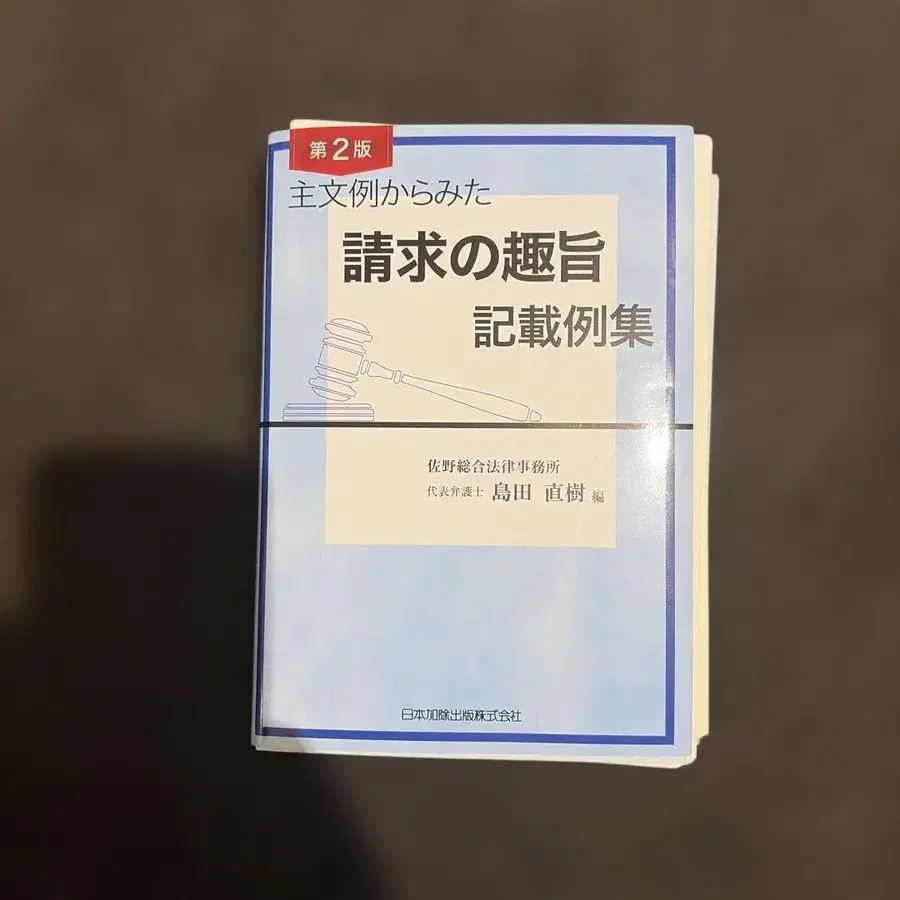 第2版
主文例からみた
請求の趣旨
記載例集
佐野総合法律事務所
代表弁護士 島田 直樹 編
日本加除出版株式会社